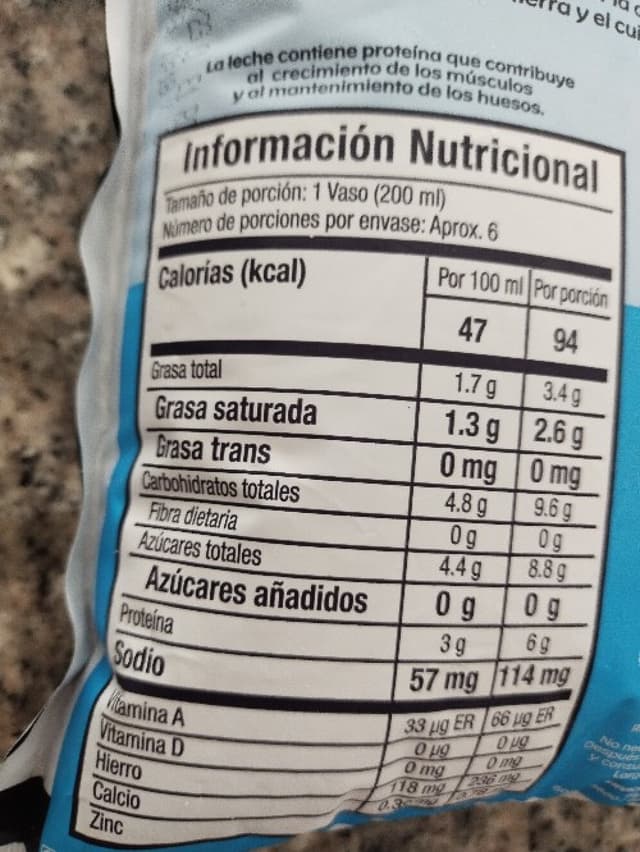 y el
La leche contiene proteína que contribuye
al crecimiento de los músculos
y al mantenimiento de los huesos.
Información Nutricional
Tamaño de porción: 1 Vaso (200 ml)
Número de porciones por envase: Aprox. 6
Calorías (kcal) Por 100 ml Por porción
47 94
Grasa total 1.7 g 3.4 g
Grasa saturada 1.3 g 2.6 g
Grasa trans 0 mg 0 mg
Carbohidratos totales 4.8 g 9.6 g
Fibra dietaria 0 g 0 g
Azúcares totales 4.4 g 8.8 g
Azúcares añadidos 0 g 0 g
Proteína 3 g 6 g
Sodio 57 mg 114 mg
Vitamina A 33 µg ER 66 µg ER
Vitamina D 0 µg 0 µg
Hierro 0 mg 0 mg
Calcio 118 mg 236 mg
Zinc